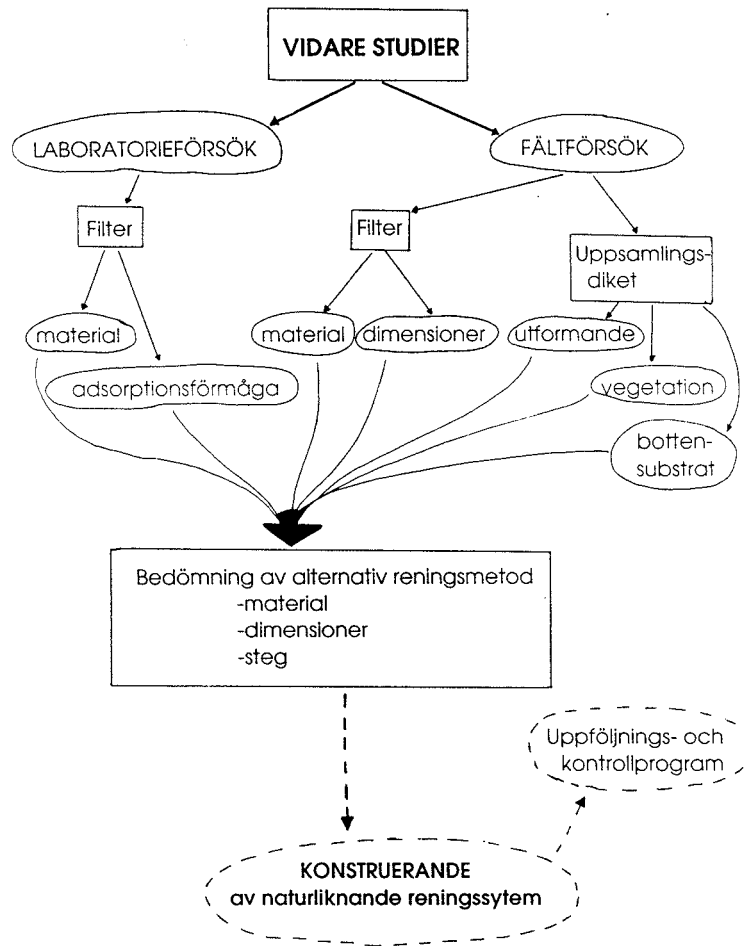 VIDARE STUDIER
LABORATORIEFÖRSÖK
FÄLTFÖRSÖK
Filter
Filter
Uppsamlings-
diket
material
adsorptionsförmåga
material
dimensioner
utformande
vegetation
botten-
substrat
Bedömning av alternativ reningsmetod
-material
-dimensioner
-steg
Uppföljnings- och
kontrollprogram
KONSTRUERANDE
av naturliknande reningssytem